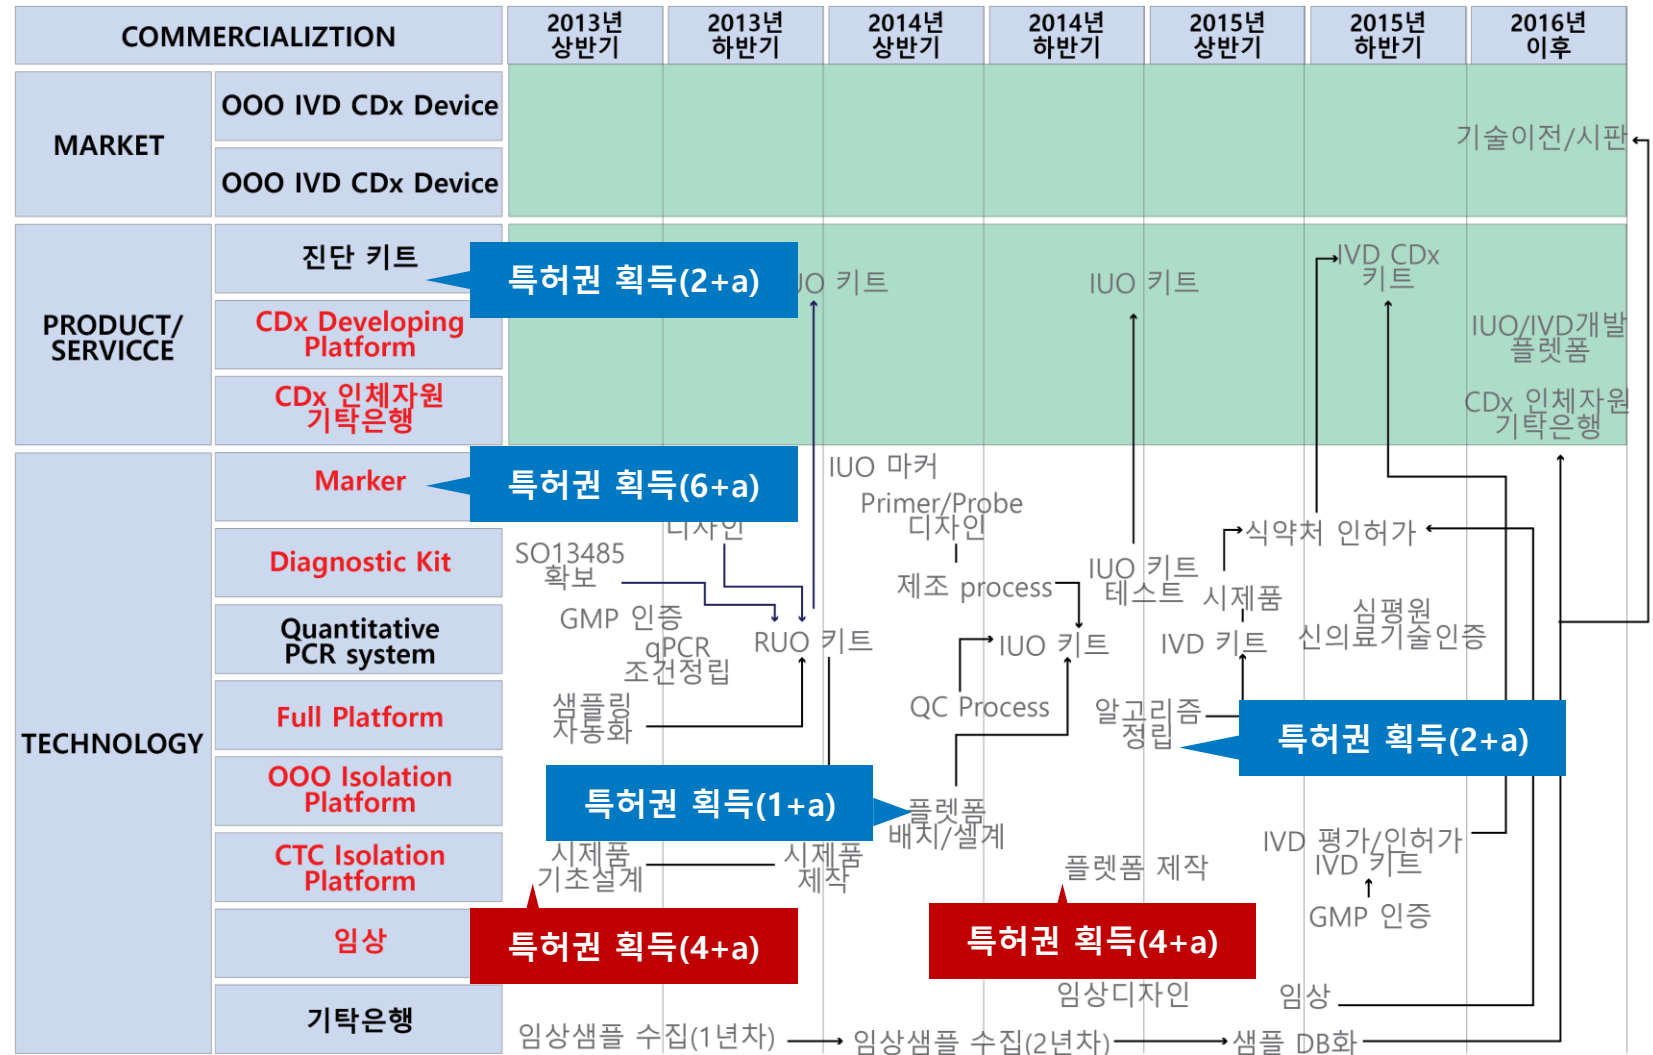 COMMERCIALIZTION
2013년
상반기
2013년
하반기
2014년
상반기
2014년
하반기
2015년
상반기
2015년
하반기
2016년
이후
MARKET
OOO IVD CDx Device
OOO IVD CDx Device
기술이전/시판
PRODUCT/
SERVICCE
진단 키트
특허권 획득(2+a)
UO 키트
IUO 키트
IVD CDx
키트
CDx Developing
Platform
IUO/IVD개발
플렛폼
CDx 인체자원
기탁은행
CDx 인체자원
기탁은행
TECHNOLOGY
Marker
특허권 획득(6+a)
IUO 마커
Primer/Probe
디자인
디자인
Diagnostic Kit
SO13485
확보
제조 process
IUO 키트
테스트
식약처 인허가
시제품
Quantitative
PCR system
GMP 인증
qPCR
조건정립
RUO 키트
IUO 키트
IVD 키트
심평원
신의료기술인증
Full Platform
샘플링
자동화
QC Process
알고리즘
정립
특허권 획득(2+a)
OOO Isolation
Platform
특허권 획득(1+a)
플렛폼
배치/셀계
CTC Isolation
Platform
시제품
기초설계
시제품
제작
플렛폼 제작
IVD 평가/인허가
IVD 키트
GMP 인증
임상
특허권 획득(4+a)
특허권 획득(4+a)
임상디자인
임상
기탁은행
임상샘플 수집(1년차)
임상샘플 수집(2년차)
샘플 DB화